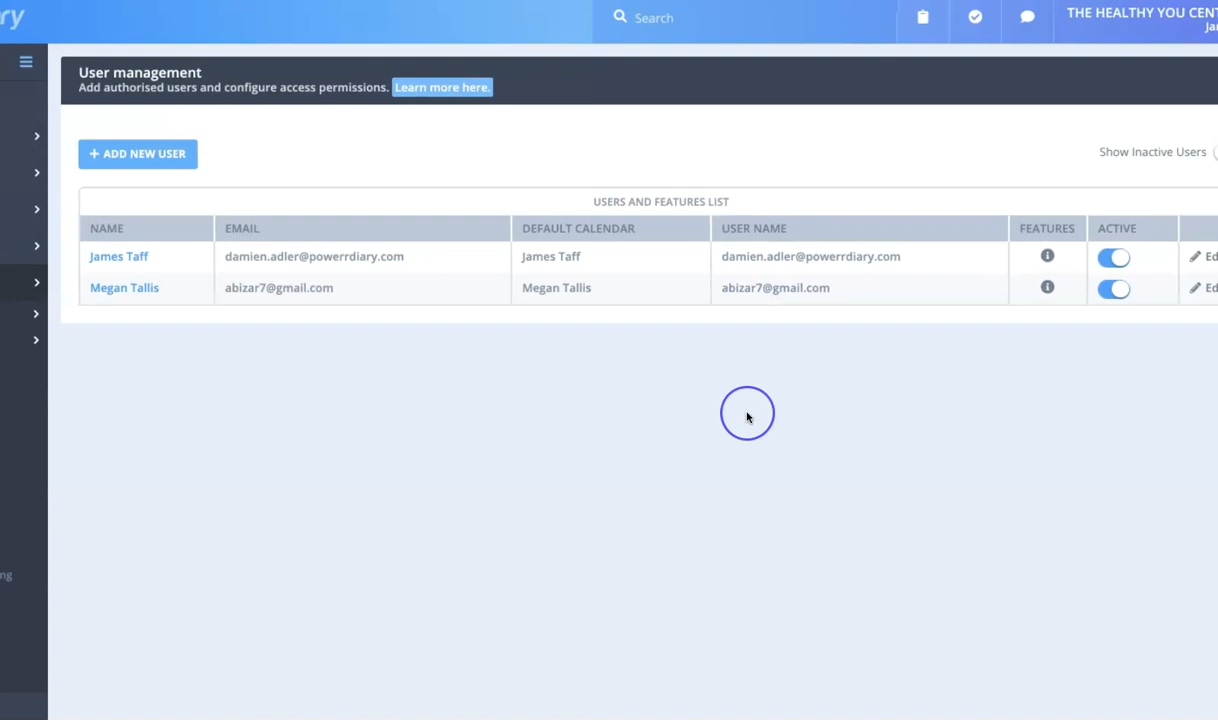 ry
Search
THE HEALTHY YOU CENT
Jar
User management
Add authorised users and configure access permissions. Learn more here.
+ ADD NEW USER
Show Inactive Users
USERS AND FEATURES LIST
NAME EMAIL DEFAULT CALENDAR USER NAME FEATURES ACTIVE
James Taff damien.adler@powerrdiary.com James Taff damien.adler@powerrdiary.com Ed
Megan Tallis abizar7@gmail.com Megan Tallis abizar7@gmail.com Ed
ng